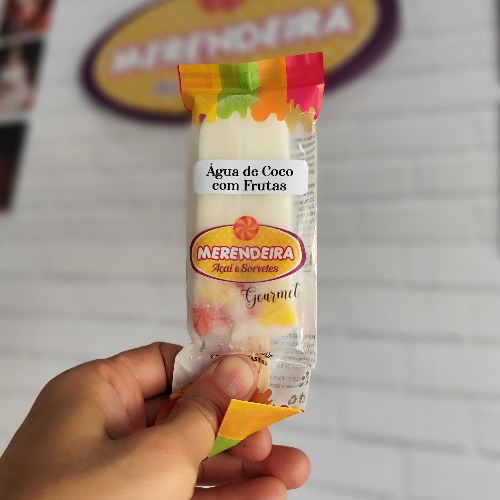 MERENDEIRA
Água de Coco
com Frutas
MERENDEIRA
Açaí e Sorvetes
Gourmet